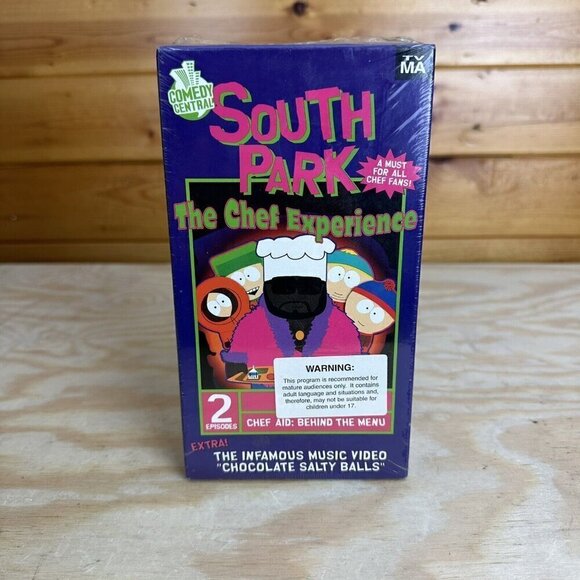 COMEDY
CENTRAL
TV
MA
SOUTH
PARK
A MUST
FOR ALL
CHEF FANS!
The Chef Experience
WARNING:
This program is recommended for
mature audiences only. It contains
adult language and situations and,
therefore, may not be suitable for
children under 17.
2
EPISODES
CHEF AID: BEHIND THE MENU
EXTRA!
THE INFAMOUS MUSIC VIDEO
"CHOCOLATE SALTY BALLS"